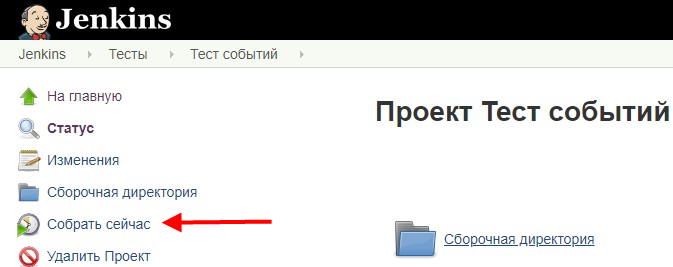 Jenkins
Jenkins Тесты Тест событий
На главную
Статус
Изменения
Сборочная директория
Собрать сейчас
Удалить Проект
Проект Тест событий
Сборочная директория